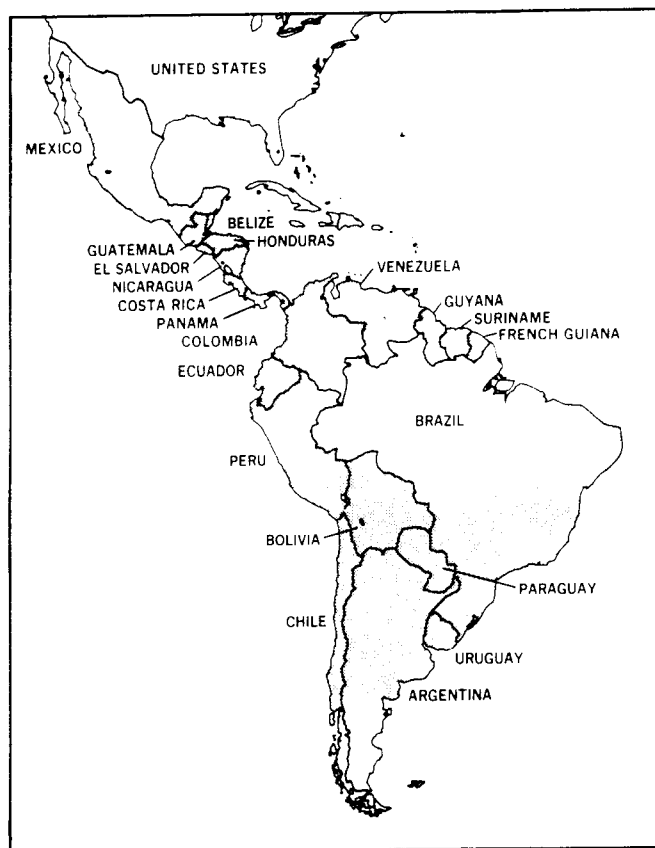 UNITED STATES
MEXICO
BELIZE
HONDURAS
GUATEMALA
EL SALVADOR
NICARAGUA
COSTA RICA
PANAMA
COLOMBIA
VENEZUELA
GUYANA
SURINAME
FRENCH GUIANA
ECUADOR
BRAZIL
PERU
BOLIVIA
PARAGUAY
CHILE
URUGUAY
ARGENTINA